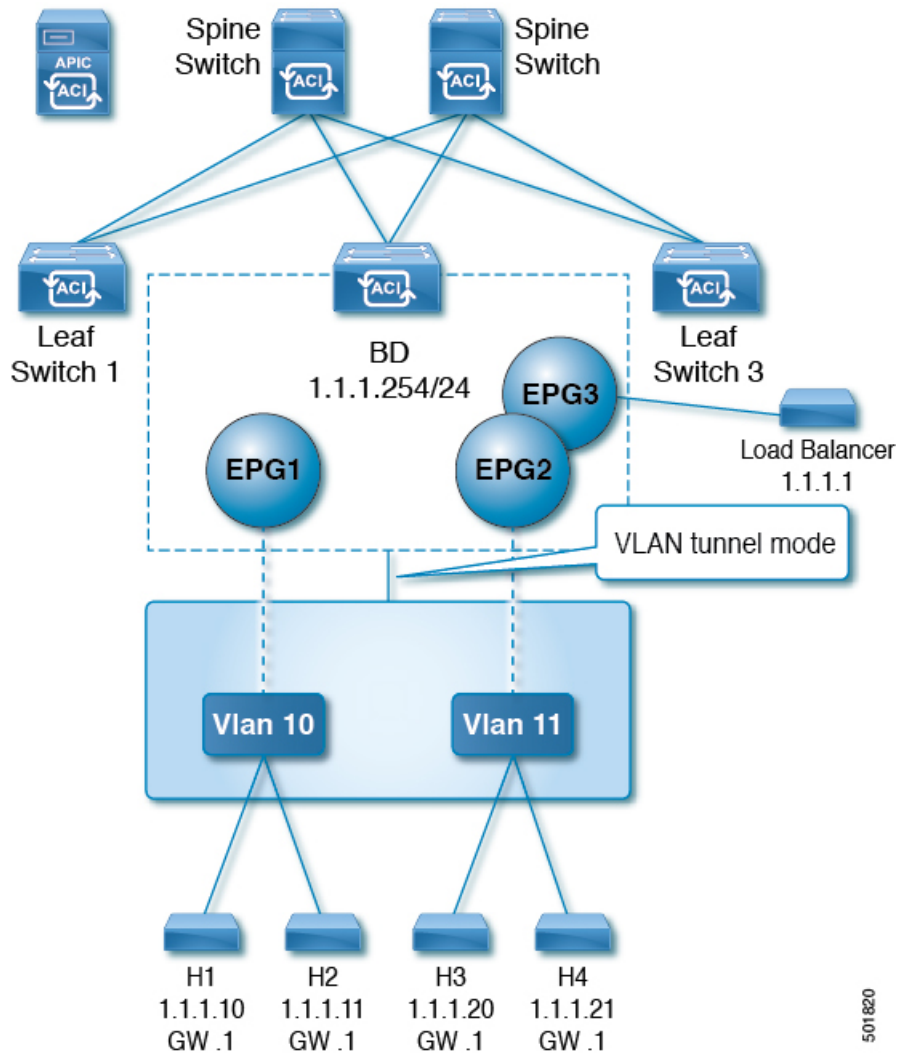 APIC
ACI
Spine
Switch
ACI
Spine
Switch
ACI
ACI
Leaf
Switch 1
ACI
ACI
Leaf
Switch 3
BD
1.1.1.254/24
EPG1
EPG3
EPG2
Load Balancer
1.1.1.1
VLAN tunnel mode
Vlan 10
Vlan 11
H1
1.1.1.10
GW .1
H2
1.1.1.11
GW .1
H3
1.1.1.20
GW .1
H4
1.1.1.21
GW .1
501820